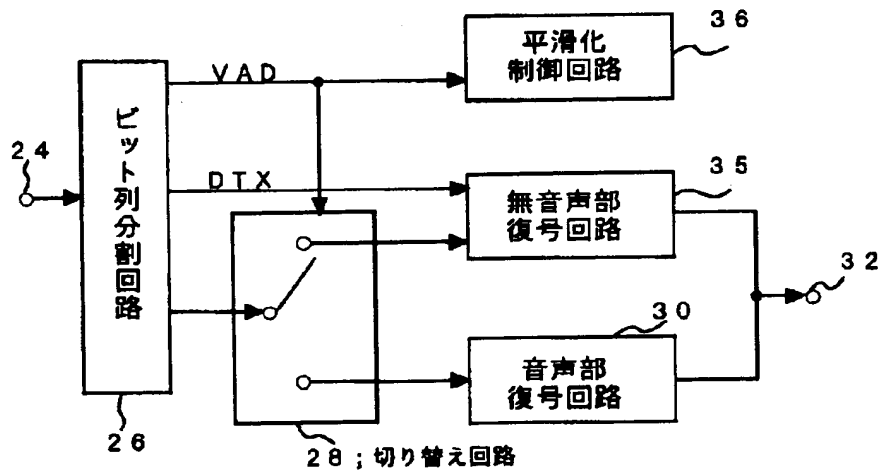 36
平滑化
制御回路
VAD
24
ビット列分割回路
DTX
35
無音声部
復号回路
32
30
音声部
復号回路
26
28;切り替え回路